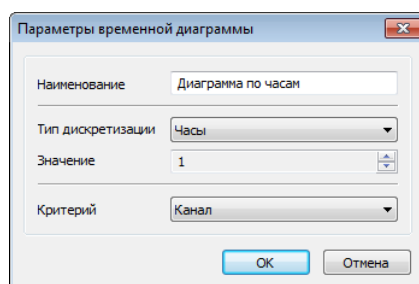 Параметры временной диаграммы
Наименование Диаграмма по часам
Тип дискретизации Часы
Значение 1
Критерий Канал
OK Отмена